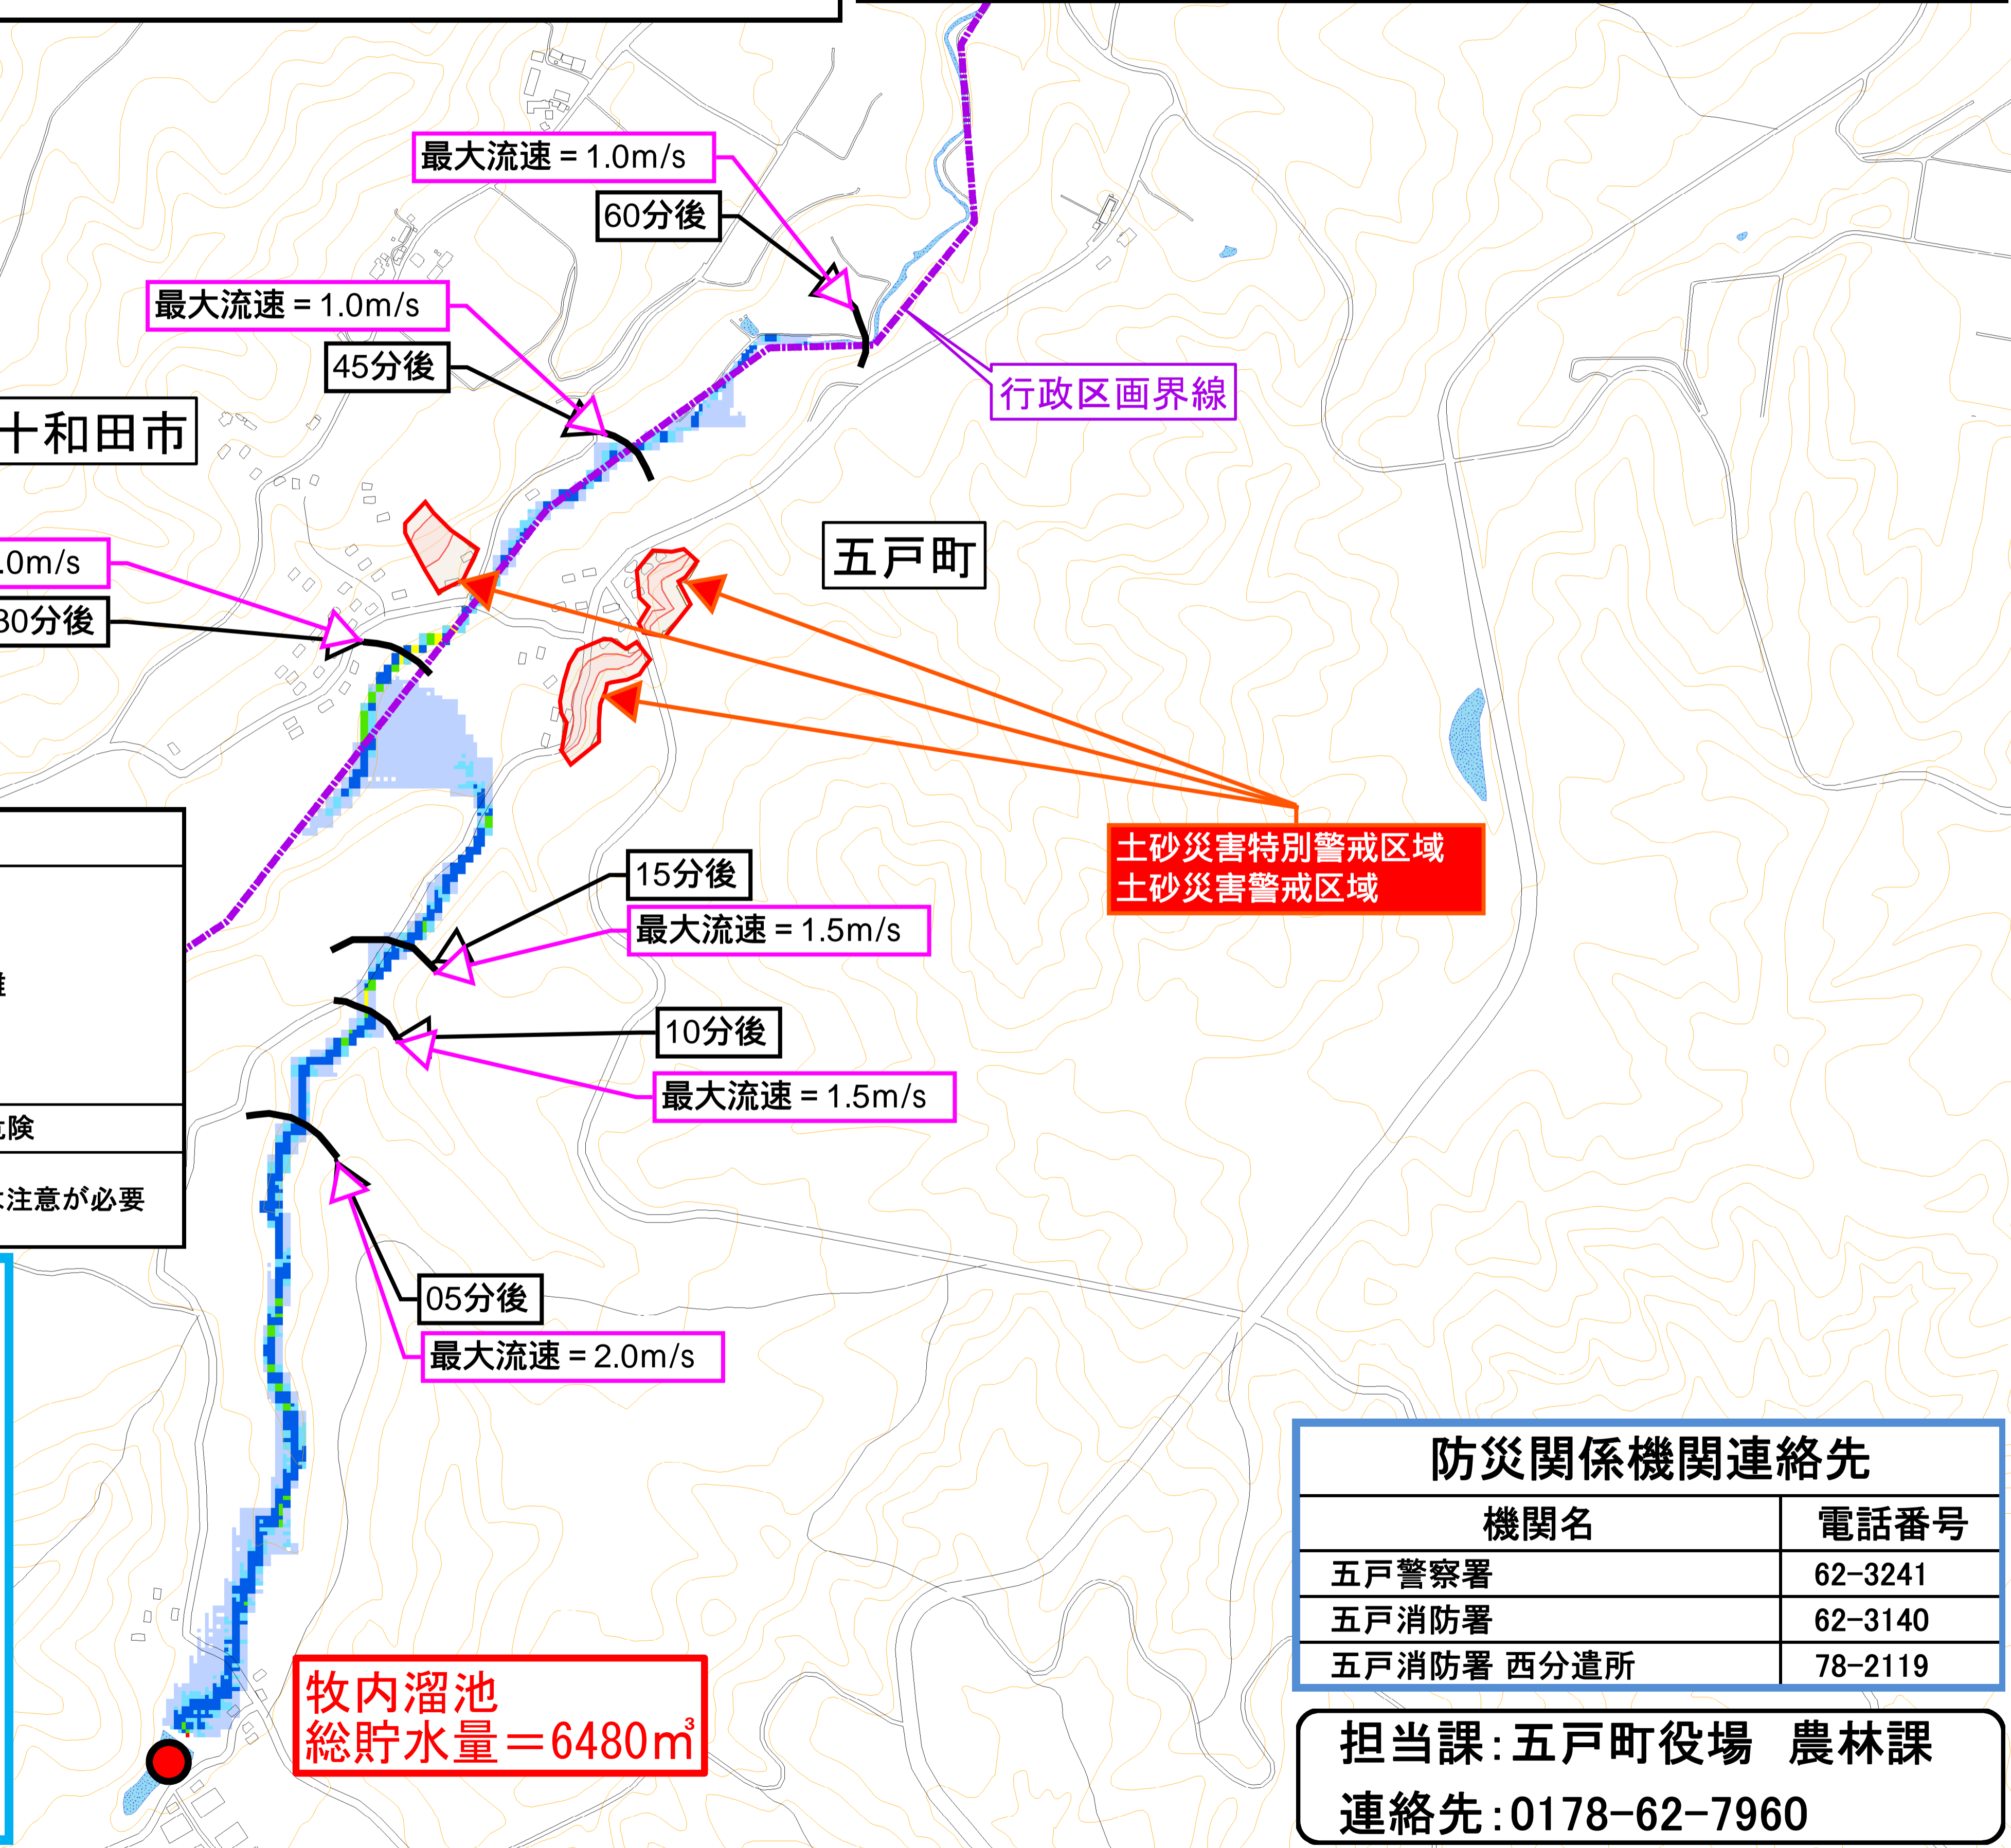 最大流速 = 1.0m/s
60分後
最大流速 = 1.0m/s
45分後
行政区画界線
十和田市
五戸町
.0m/s
30分後
土砂災害特別警戒区域
土砂災害警戒区域
15分後
最大流速 = 1.5m/s
10分後
最大流速 = 1.5m/s
注意が必要
05分後
最大流速 = 2.0m/s
牧内溜池
総貯水量＝6480㎥
防災関係機関連絡先
機関名 電話番号
五戸警察署 62-3241
五戸消防署 62-3140
五戸消防署 西分遣所 78-2119
担当課:五戸町役場 農林課
連絡先:0178-62-7960